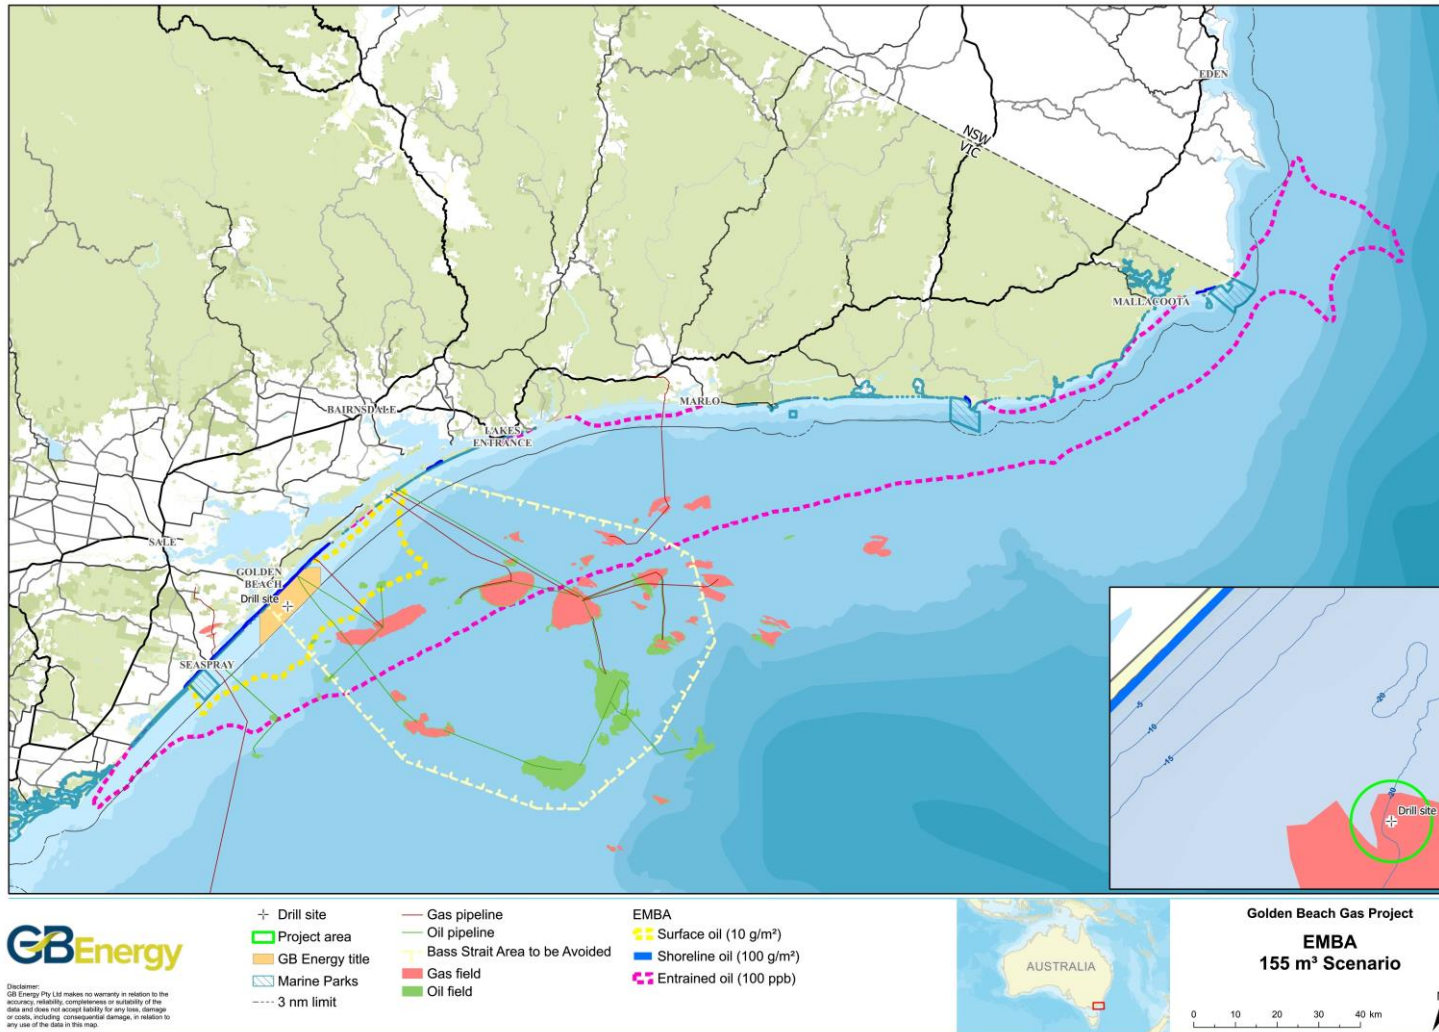 EDEN
NSW
VIC
MALLACOOTA
MARLO
BAIRNSDALE
LAKES
ENTRANCE
SALE
GOLDEN
BEACH
Drill site
SEASPRAY
-5
-10
-15
-20
-20
Drill site
GBEnergy
Disclaimer:
GB Energy Pty Ltd makes no warranty in relation to the
accuracy, reliability, completeness or suitability of the
data and does not accept liability for any loss, damage
or costs, including consequential damage, in relation to
any use of the data in this map.
Drill site
Project area
GB Energy title
Marine Parks
3 nm limit
Gas pipeline
Oil pipeline
Bass Strait Area to be Avoided
Gas field
Oil field
EMBA
Surface oil (10 g/m²)
Shoreline oil (100 g/m²)
Entrained oil (100 ppb)
AUSTRALIA
Golden Beach Gas Project
EMBA
155 m³ Scenario
0 10 20 30 40 km